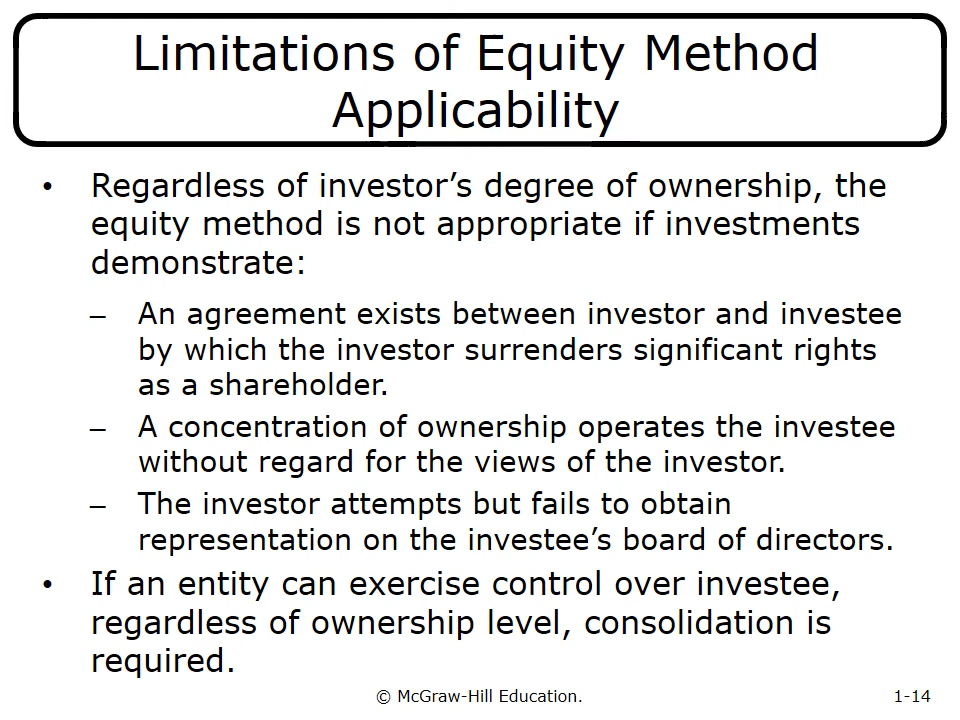 Limitations of Equity Method
Applicability
• Regardless of investor’s degree of ownership, the
equity method is not appropriate if investments
demonstrate:
– An agreement exists between investor and investee
by which the investor surrenders significant rights
as a shareholder.
– A concentration of ownership operates the investee
without regard for the views of the investor.
– The investor attempts but fails to obtain
representation on the investee’s board of directors.
• If an entity can exercise control over investee,
regardless of ownership level, consolidation is
required.
© McGraw-Hill Education. 1-14